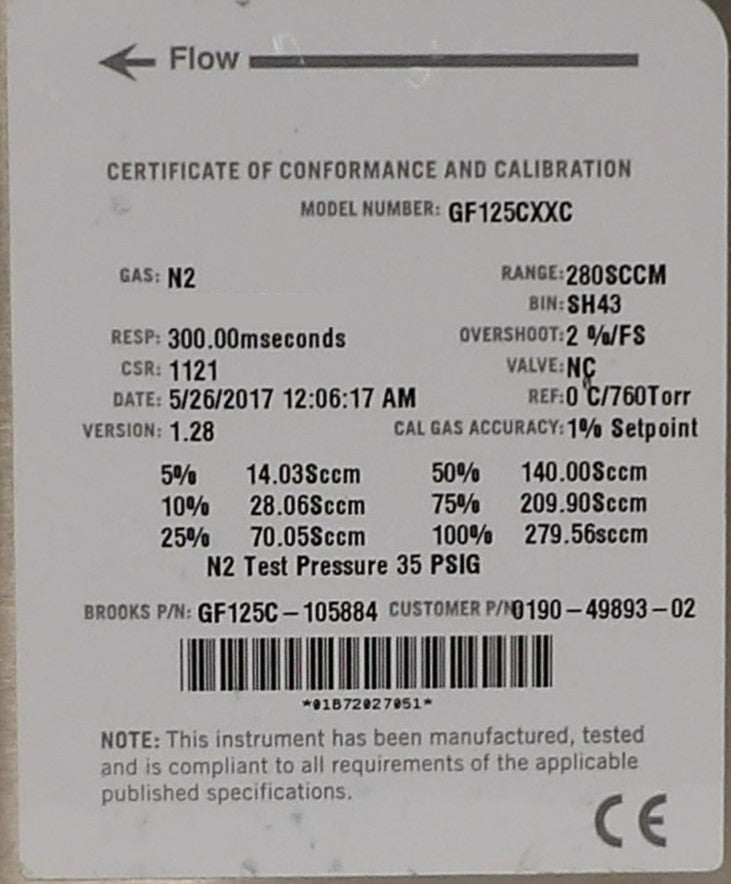 Flow
CERTIFICATE OF CONFORMANCE AND CALIBRATION
MODEL NUMBER: GF125CXXC
GAS: N2 RANGE: 280SCCM
BIN: SH43
RESP: 300.00mseconds OVERSHOOT: 2 %/FS
CSR: 1121 VALVE: NC
DATE: 5/26/2017 12:06:17 AM REF: 0 °C/760Torr
VERSION: 1.28 CAL GAS ACCURACY: 1% Setpoint
5% 14.03Sccm 50% 140.00Sccm
10% 28.06Sccm 75% 209.90Sccm
25% 70.05Sccm 100% 279.56sccm
N2 Test Pressure 35 PSIG
BROOKS P/N: GF125C-105884 CUSTOMER P/N 0190-49893-02
*01B72027051*
NOTE: This instrument has been manufactured, tested
and is compliant to all requirements of the applicable
published specifications.
CE